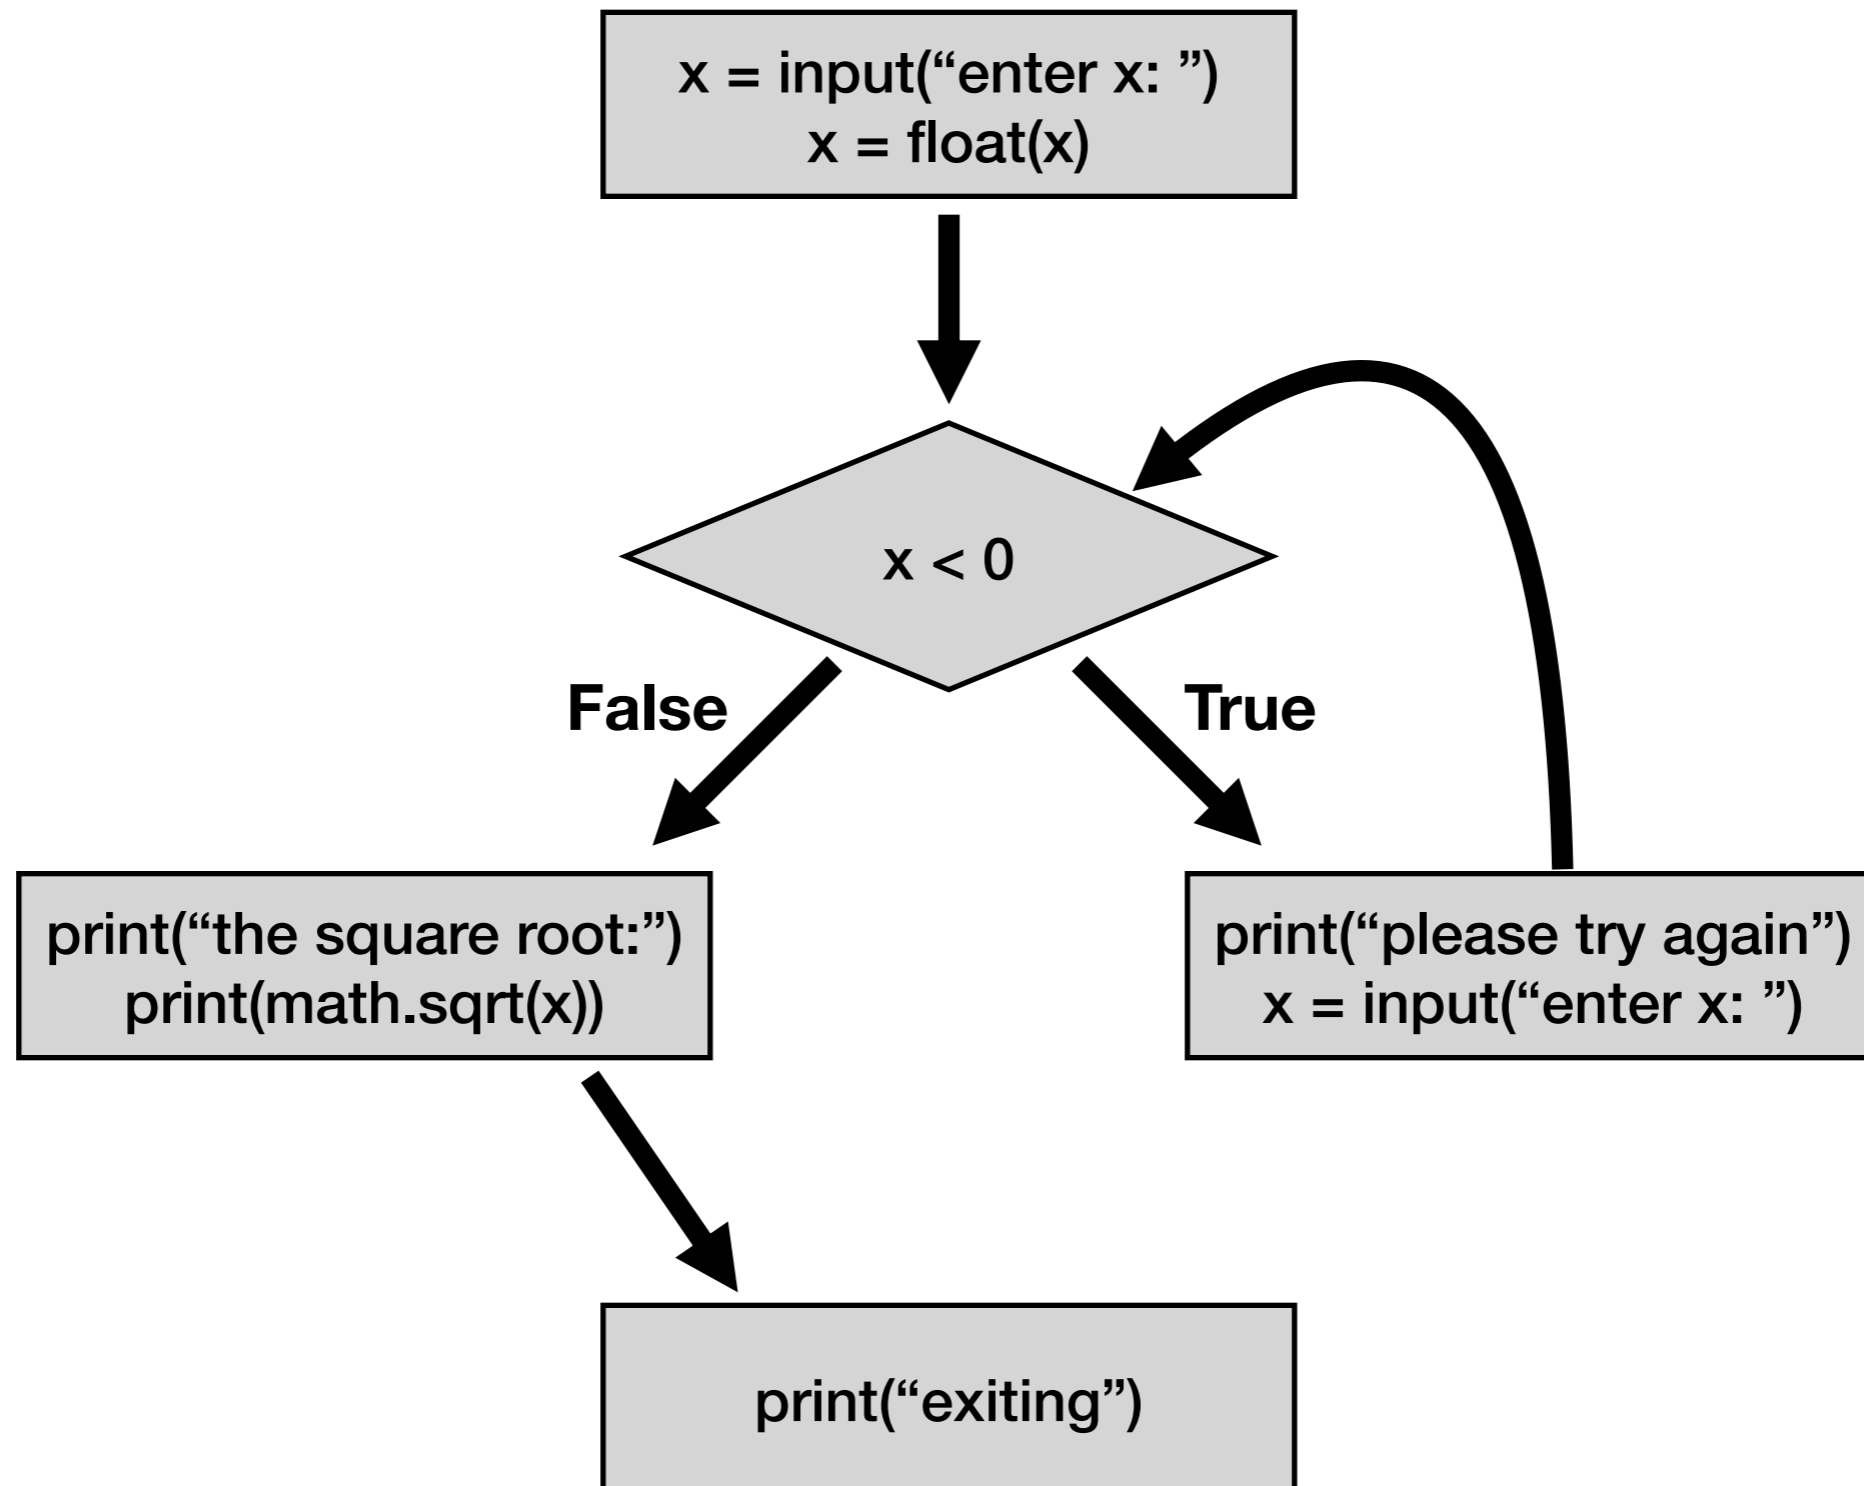 x = input(“enter x: ”)
x = float(x)
x < 0
False
True
print(“the square root:”)
print(math.sqrt(x))
print(“please try again”)
x = input(“enter x: ”)
print(“exiting”)